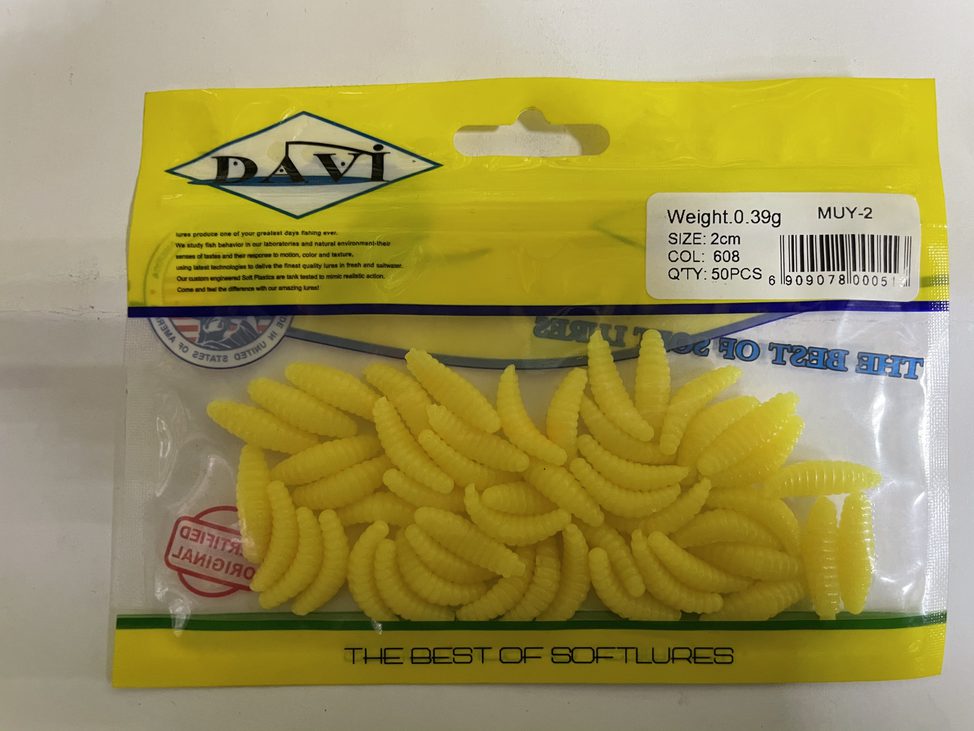 DAVİ
lures produce one of your greatest days fishing ever.
We study fish behavior in our laboratories and natural environment-their
senses of tastes and their response to motion, color and texture,
using latest technologies to delive the finest quality lures in fresh and saltwater.
Our custom engineered Soft Plastics are tank tested to mimic realistic action.
Come and feel the difference with our amazing lures!
Weight.0.39g MUY-2
SIZE: 2cm
COL: 608
Q'TY: 50PCS
6 909078 0005
THE BEST OF SOFT LURES
DE IN UNITED STATES OF AMER
CERTIFIED
ORIGINAL
THE BEST OF SOFTLURES